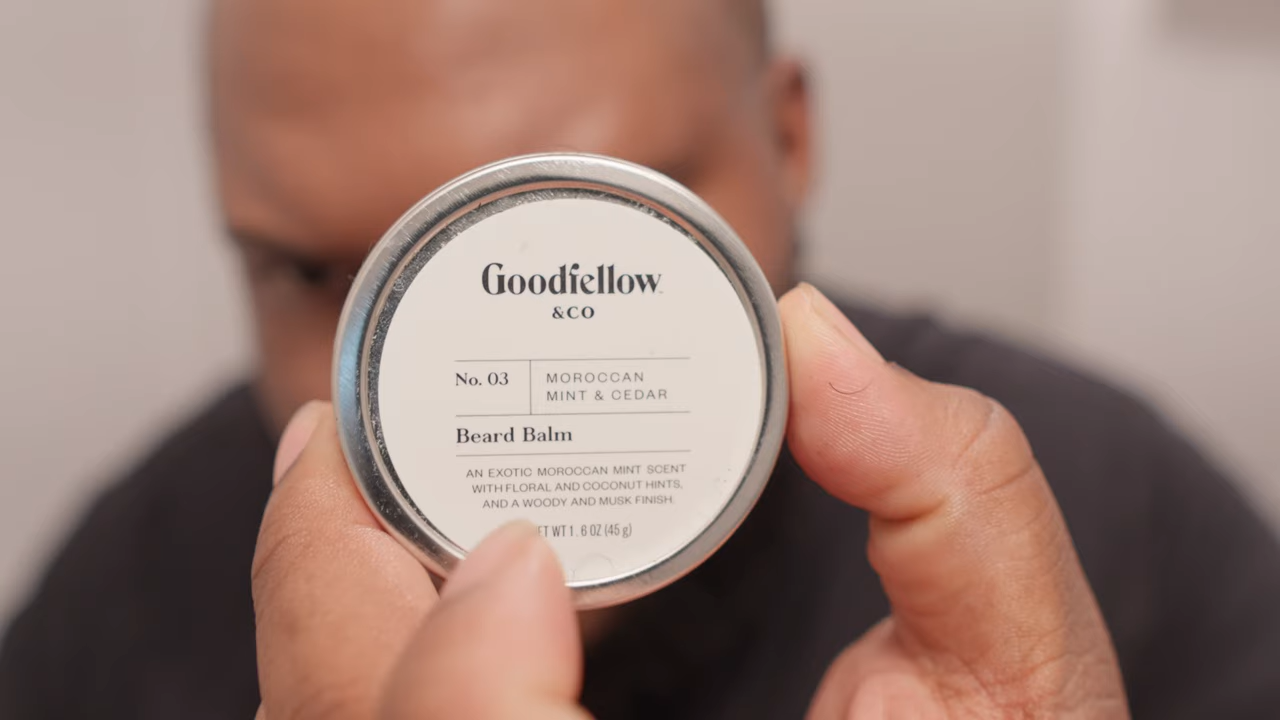 Goodfellow
&CO
No. 03
MOROCCAN
MINT & CEDAR
Beard Balm
AN EXOTIC MOROCCAN MINT SCENT
WITH FLORAL AND COCONUT HINTS,
AND A WOODY AND MUSK FINISH.
WT 1.6 OZ (45 g)